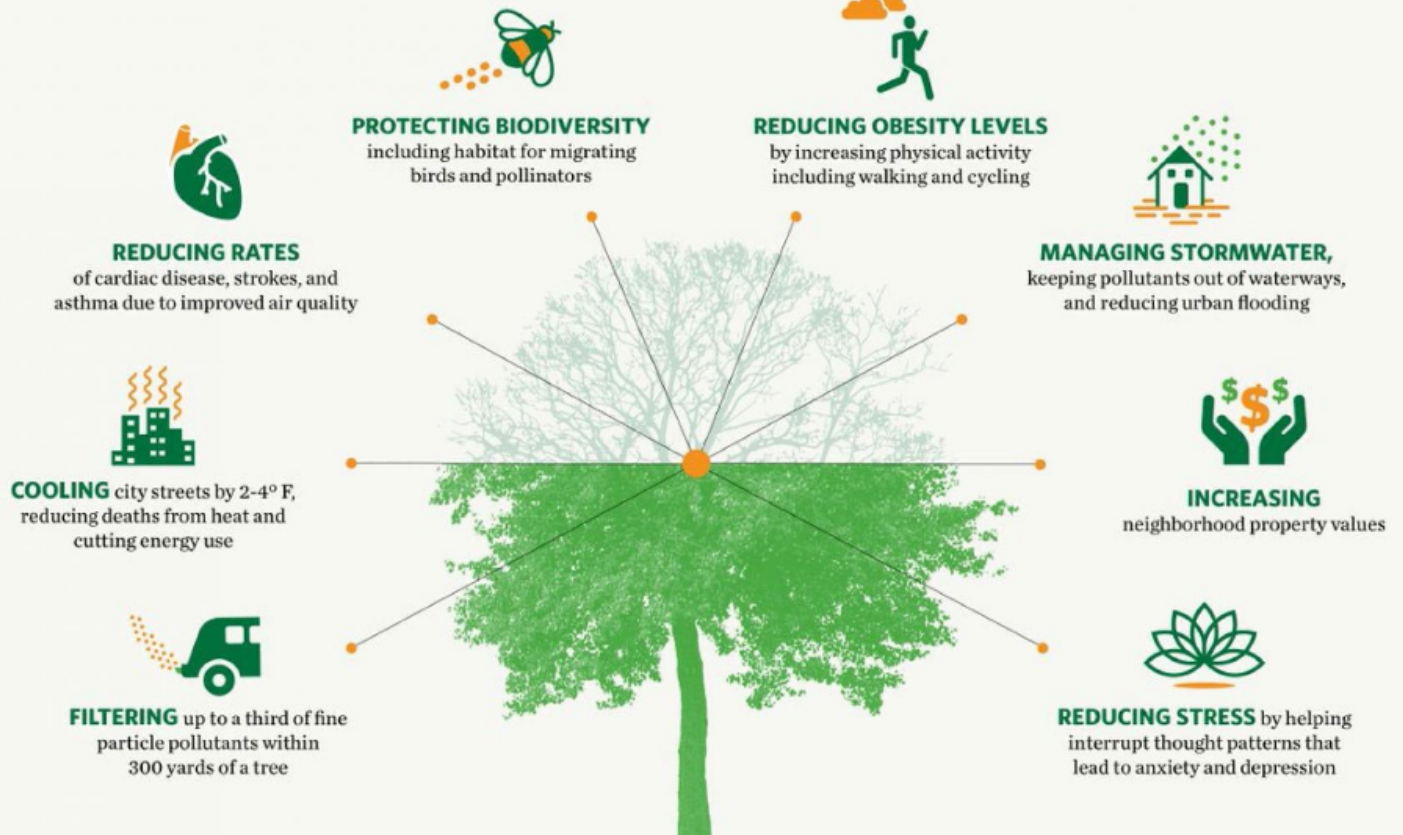 PROTECTING BIODIVERSITY
including habitat for migrating
birds and pollinators
REDUCING OBESITY LEVELS
by increasing physical activity
including walking and cycling
REDUCING RATES
of cardiac disease, strokes, and
asthma due to improved air quality
MANAGING STORMWATER,
keeping pollutants out of waterways,
and reducing urban flooding
COOLING city streets by 2-4º F,
reducing deaths from heat and
cutting energy use
$ $ $
INCREASING
neighborhood property values
FILTERING up to a third of fine
particle pollutants within
300 yards of a tree
REDUCING STRESS by helping
interrupt thought patterns that
lead to anxiety and depression